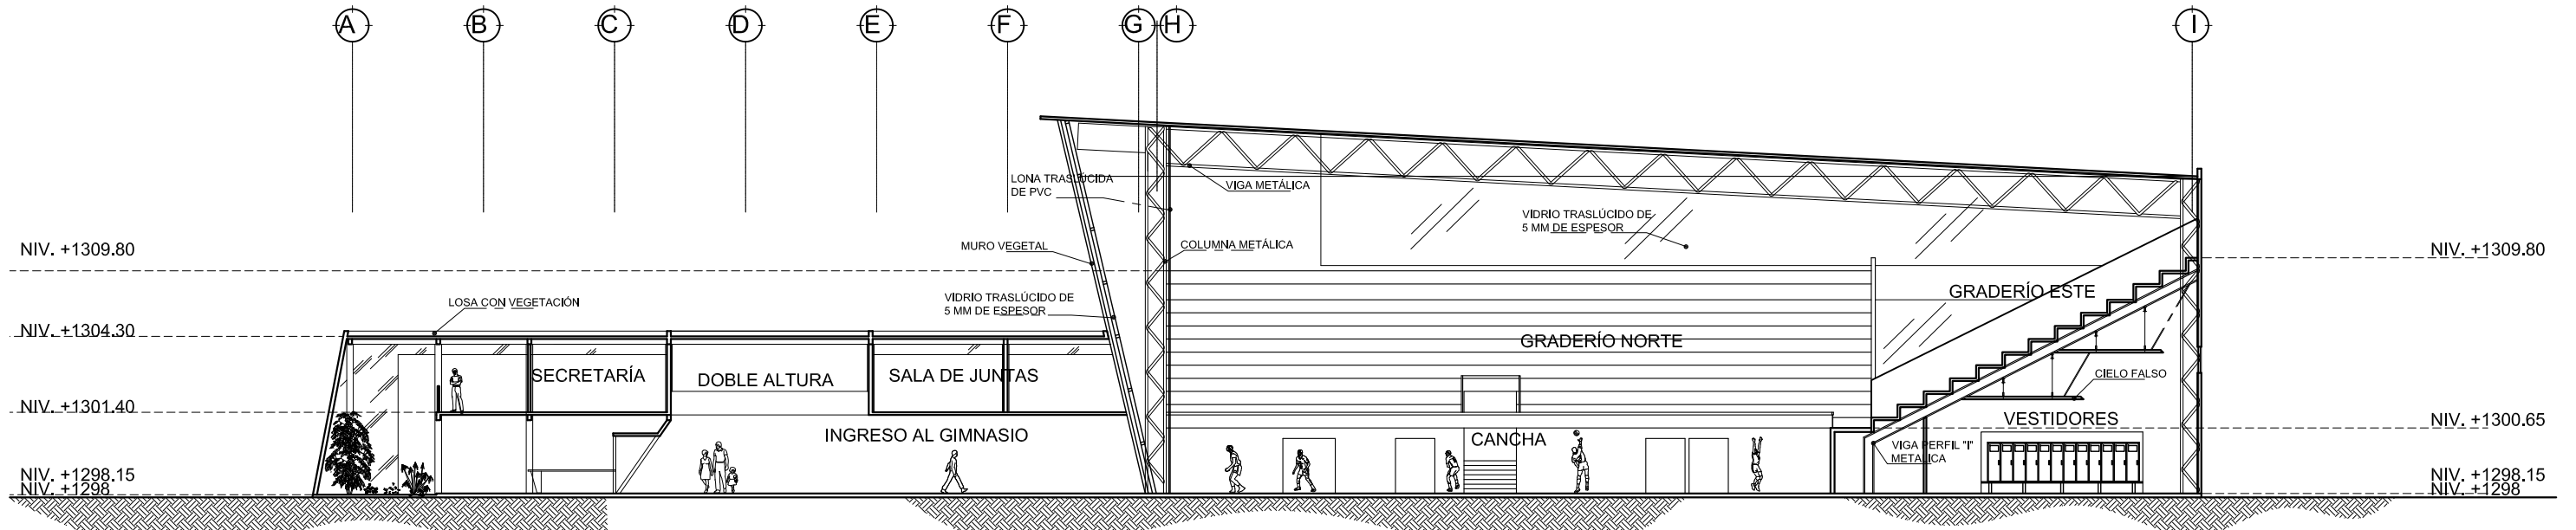 A B C D E F G H I
LONA TRASLÚCIDA
DE PVC
VIGA METÁLICA
VIDRIO TRASLÚCIDO DE
5 MM DE ESPESOR
MURO VEGETAL
COLUMNA METÁLICA
NIV. +1309.80
NIV. +1309.80
LOSA CON VEGETACIÓN
VIDRIO TRASLÚCIDO DE
5 MM DE ESPESOR
GRADERÍO ESTE
NIV. +1304.30
GRADERÍO NORTE
SECRETARÍA
DOBLE ALTURA
SALA DE JUNTAS
CIELO FALSO
NIV. +1301.40
VESTIDORES
NIV. +1300.65
INGRESO AL GIMNASIO
CANCHA
VIGA PERFIL "I"
METALICA
NIV. +1298.15
NIV. +1298
NIV. +1298.15
NIV. +1298